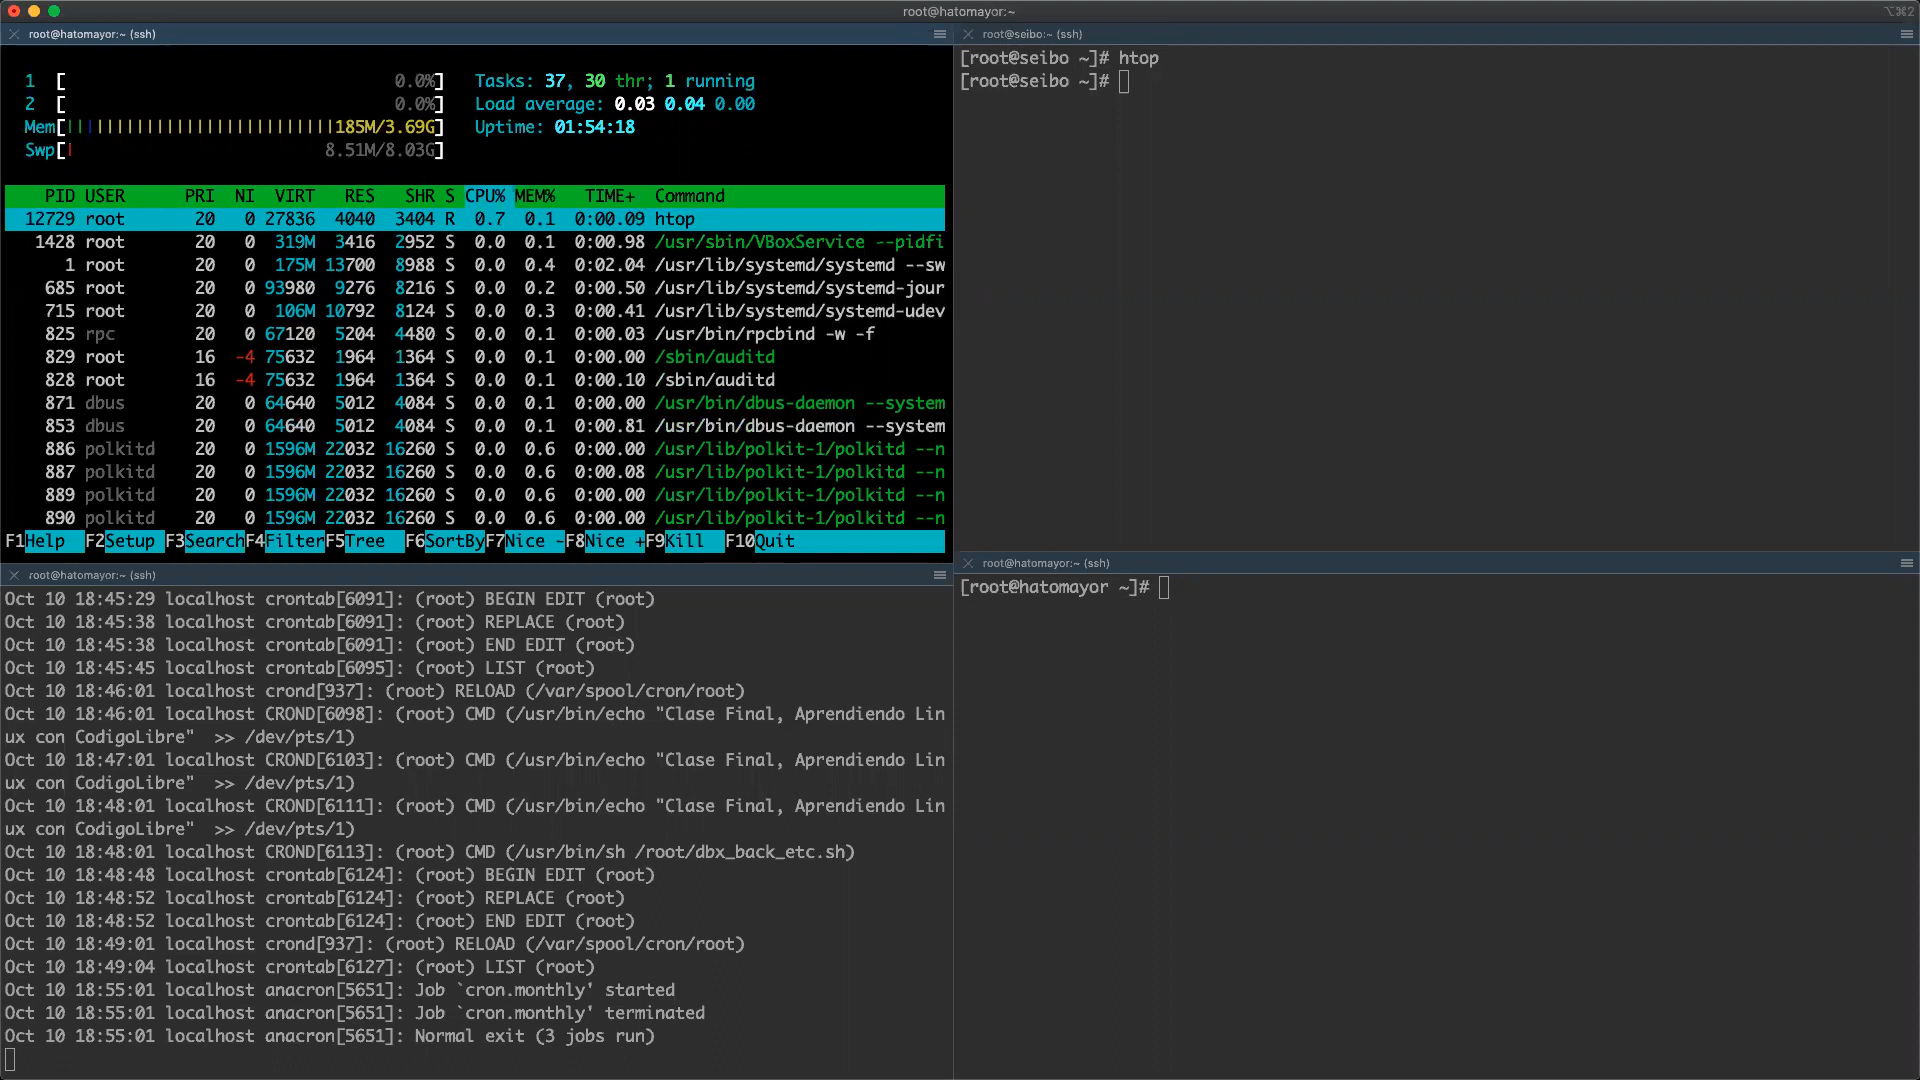 root@hatomayor:~
⌥⌘2
root@hatomayor:~ (ssh)
1 [ 0.0%]
2 [ 0.0%]
Mem[|||||||||||||||||||||||||||185M/3.69G]
Swp[| 8.51M/8.03G]
Tasks: 37, 30 thr; 1 running
Load average: 0.03 0.04 0.00
Uptime: 01:54:18
PID USER PRI NI VIRT RES SHR S CPU% MEM% TIME+ Command
12729 root 20 0 27836 4040 3404 R 0.7 0.1 0:00.09 htop
1428 root 20 0 319M 3416 2952 S 0.0 0.1 0:00.98 /usr/sbin/VBoxService --pidfi
1 root 20 0 175M 13700 8988 S 0.0 0.4 0:02.04 /usr/lib/systemd/systemd --sw
685 root 20 0 93980 9276 8216 S 0.0 0.2 0:00.50 /usr/lib/systemd/systemd-jour
715 root 20 0 106M 10792 8124 S 0.0 0.3 0:00.41 /usr/lib/systemd/systemd-udev
825 rpc 20 0 67120 5204 4480 S 0.0 0.1 0:00.03 /usr/bin/rpcbind -w -f
829 root 16 -4 75632 1964 1364 S 0.0 0.1 0:00.00 /sbin/auditd
828 root 16 -4 75632 1964 1364 S 0.0 0.1 0:00.10 /sbin/auditd
871 dbus 20 0 64640 5012 4084 S 0.0 0.1 0:00.00 /usr/bin/dbus-daemon --system
853 dbus 20 0 64640 5012 4084 S 0.0 0.1 0:00.81 /usr/bin/dbus-daemon --system
886 polkitd 20 0 1596M 22032 16260 S 0.0 0.6 0:00.00 /usr/lib/polkit-1/polkitd --n
887 polkitd 20 0 1596M 22032 16260 S 0.0 0.6 0:00.08 /usr/lib/polkit-1/polkitd --n
889 polkitd 20 0 1596M 22032 16260 S 0.0 0.6 0:00.00 /usr/lib/polkit-1/polkitd --n
890 polkitd 20 0 1596M 22032 16260 S 0.0 0.6 0:00.00 /usr/lib/polkit-1/polkitd --n
F1Help F2Setup F3SearchF4FilterF5Tree F6SortByF7Nice -F8Nice +F9Kill F10Quit
root@seibo:~ (ssh)
[root@seibo ~]# htop
[root@seibo ~]#
root@hatomayor:~ (ssh)
Oct 10 18:45:29 localhost crontab[6091]: (root) BEGIN EDIT (root)
Oct 10 18:45:38 localhost crontab[6091]: (root) REPLACE (root)
Oct 10 18:45:38 localhost crontab[6091]: (root) END EDIT (root)
Oct 10 18:45:45 localhost crontab[6095]: (root) LIST (root)
Oct 10 18:46:01 localhost crond[937]: (root) RELOAD (/var/spool/cron/root)
Oct 10 18:46:01 localhost CROND[6098]: (root) CMD (/usr/bin/echo "Clase Final, Aprendiendo Lin
ux con CodigoLibre" >> /dev/pts/1)
Oct 10 18:47:01 localhost CROND[6103]: (root) CMD (/usr/bin/echo "Clase Final, Aprendiendo Lin
ux con CodigoLibre" >> /dev/pts/1)
Oct 10 18:48:01 localhost CROND[6111]: (root) CMD (/usr/bin/echo "Clase Final, Aprendiendo Lin
ux con CodigoLibre" >> /dev/pts/1)
Oct 10 18:48:01 localhost CROND[6113]: (root) CMD (/usr/bin/sh /root/dbx_back_etc.sh)
Oct 10 18:48:48 localhost crontab[6124]: (root) BEGIN EDIT (root)
Oct 10 18:48:52 localhost crontab[6124]: (root) REPLACE (root)
Oct 10 18:48:52 localhost crontab[6124]: (root) END EDIT (root)
Oct 10 18:49:01 localhost crond[937]: (root) RELOAD (/var/spool/cron/root)
Oct 10 18:49:04 localhost crontab[6127]: (root) LIST (root)
Oct 10 18:55:01 localhost anacron[5651]: Job `cron.monthly' started
Oct 10 18:55:01 localhost anacron[5651]: Job `cron.monthly' terminated
Oct 10 18:55:01 localhost anacron[5651]: Normal exit (3 jobs run)
root@hatomayor:~ (ssh)
[root@hatomayor ~]#